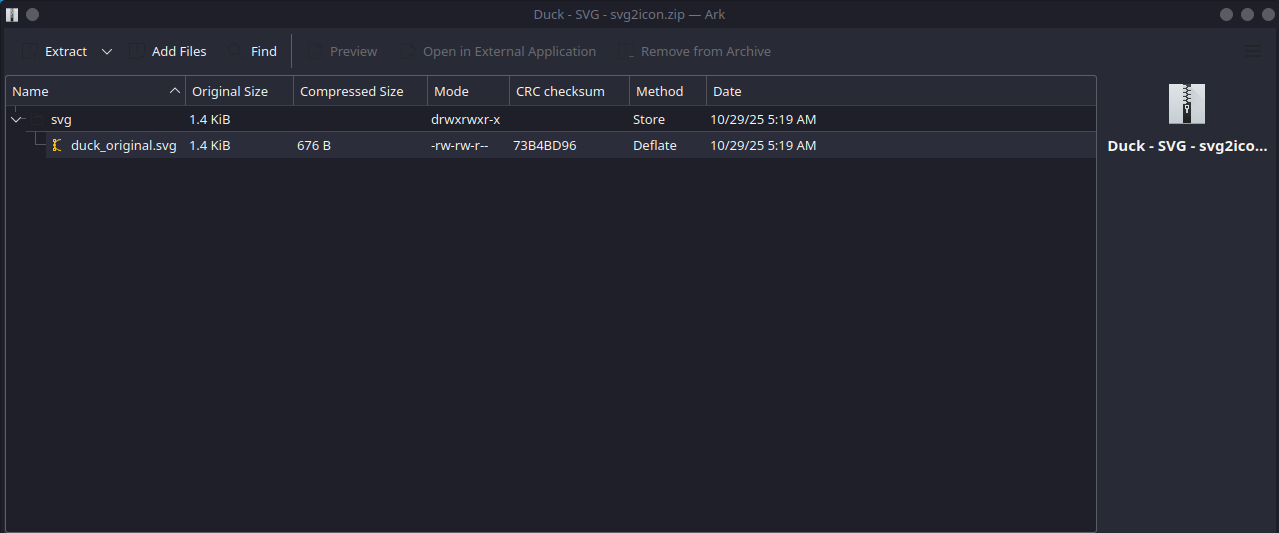 Duck - SVG - svg2icon.zip — Ark
Extract Add Files Find Preview Open in External Application Remove from Archive
Name Original Size Compressed Size Mode CRC checksum Method Date
svg 1.4 KiB drwxrwxr-x Store 10/29/25 5:19 AM
duck_original.svg 1.4 KiB 676 B -rw-rw-r-- 73B4BD96 Deflate 10/29/25 5:19 AM
Duck - SVG - svg2ico...